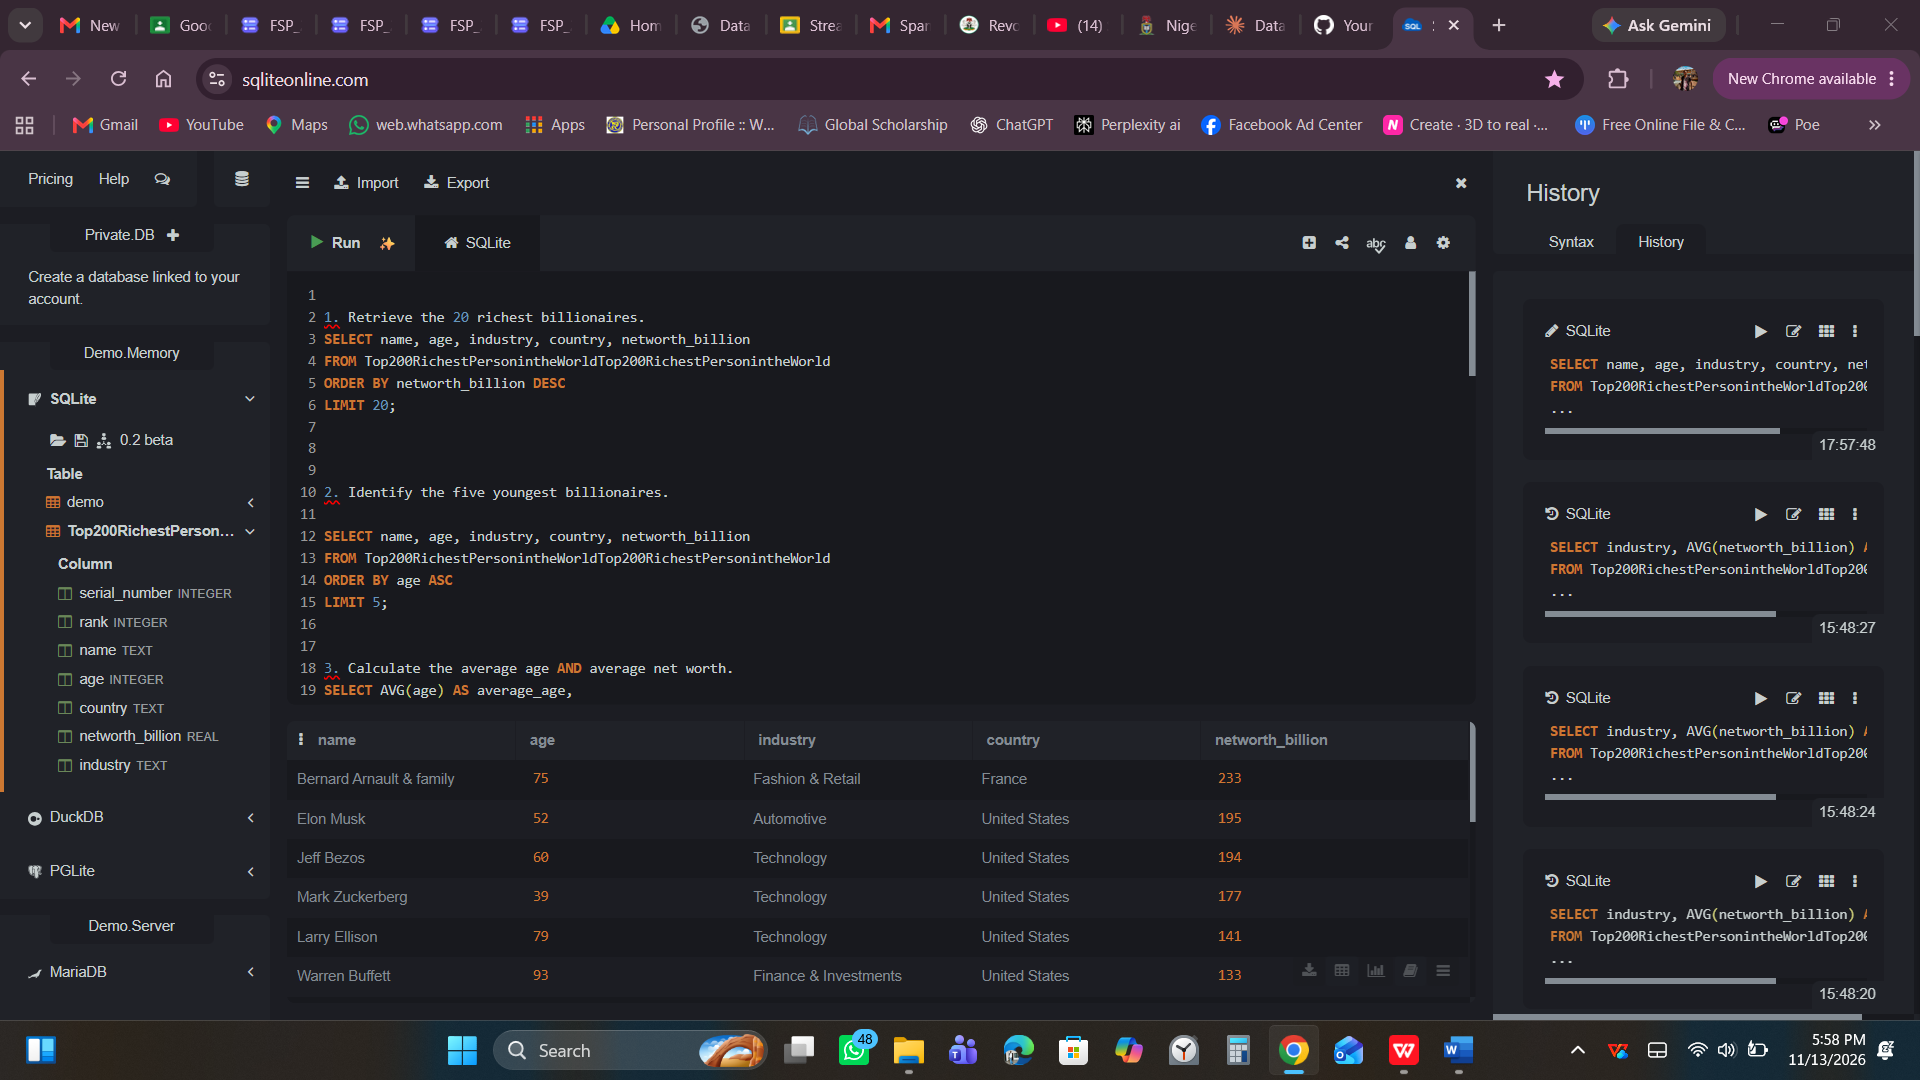 New
Gooc
FSP_
FSP_
FSP_
FSP_
Hom
Data
Strea
Spar
Revc
(14)
Nige
Data
Your
Ask Gemini
sqliteonline.com
New Chrome available
Gmail
YouTube
Maps
web.whatsapp.com
Apps
Personal Profile :: W...
Global Scholarship
ChatGPT
Perplexity ai
Facebook Ad Center
Create · 3D to real ·...
Free Online File & C...
Poe
Pricing Help
Import
Export
Private.DB
Create a database linked to your
account.
Demo.Memory
SQLite
0.2 beta
Table
demo
Top200RichestPerson...
Column
serial_number INTEGER
rank INTEGER
name TEXT
age INTEGER
country TEXT
networth_billion REAL
industry TEXT
DuckDB
PGLite
Demo.Server
MariaDB
Run
SQLite
abc
1
2 1. Retrieve the 20 richest billionaires.
3 SELECT name, age, industry, country, networth_billion
4 FROM Top200RichestPersonintheWorldTop200RichestPersonintheWorld
5 ORDER BY networth_billion DESC
6 LIMIT 20;
7
8
9
10 2. Identify the five youngest billionaires.
11
12 SELECT name, age, industry, country, networth_billion
13 FROM Top200RichestPersonintheWorldTop200RichestPersonintheWorld
14 ORDER BY age ASC
15 LIMIT 5;
16
17
18 3. Calculate the average age AND average net worth.
19 SELECT AVG(age) AS average_age,
name age industry country networth_billion
Bernard Arnault & family 75 Fashion & Retail France 233
Elon Musk 52 Automotive United States 195
Jeff Bezos 60 Technology United States 194
Mark Zuckerberg 39 Technology United States 177
Larry Ellison 79 Technology United States 141
Warren Buffett 93 Finance & Investments United States 133
History
Syntax History
SQLite
SELECT name, age, industry, country, net
FROM Top200RichestPersonintheWorldTop200
...
17:57:48
SQLite
SELECT industry, AVG(networth_billion) A
FROM Top200RichestPersonintheWorldTop200
...
15:48:27
SQLite
SELECT industry, AVG(networth_billion) A
FROM Top200RichestPersonintheWorldTop200
...
15:48:24
SQLite
SELECT industry, AVG(networth_billion) A
FROM Top200RichestPersonintheWorldTop200
...
15:48:20
Search
48
5:58 PM
11/13/2026